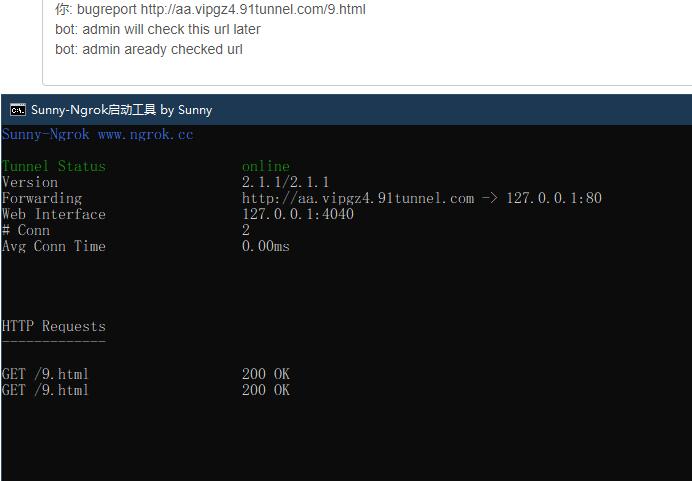 你: bugreport http://aa.vipgz4.91tunnel.com/9.html
bot: admin will check this url later
bot: admin aready checked url
Sunny-Ngrok启动工具 by Sunny
Sunny-Ngrok www.ngrok.cc
Tunnel Status online
Version 2.1.1/2.1.1
Forwarding http://aa.vipgz4.91tunnel.com -> 127.0.0.1:80
Web Interface 127.0.0.1:4040
# Conn 2
Avg Conn Time 0.00ms
HTTP Requests
-------------
GET /9.html 200 OK
GET /9.html 200 OK